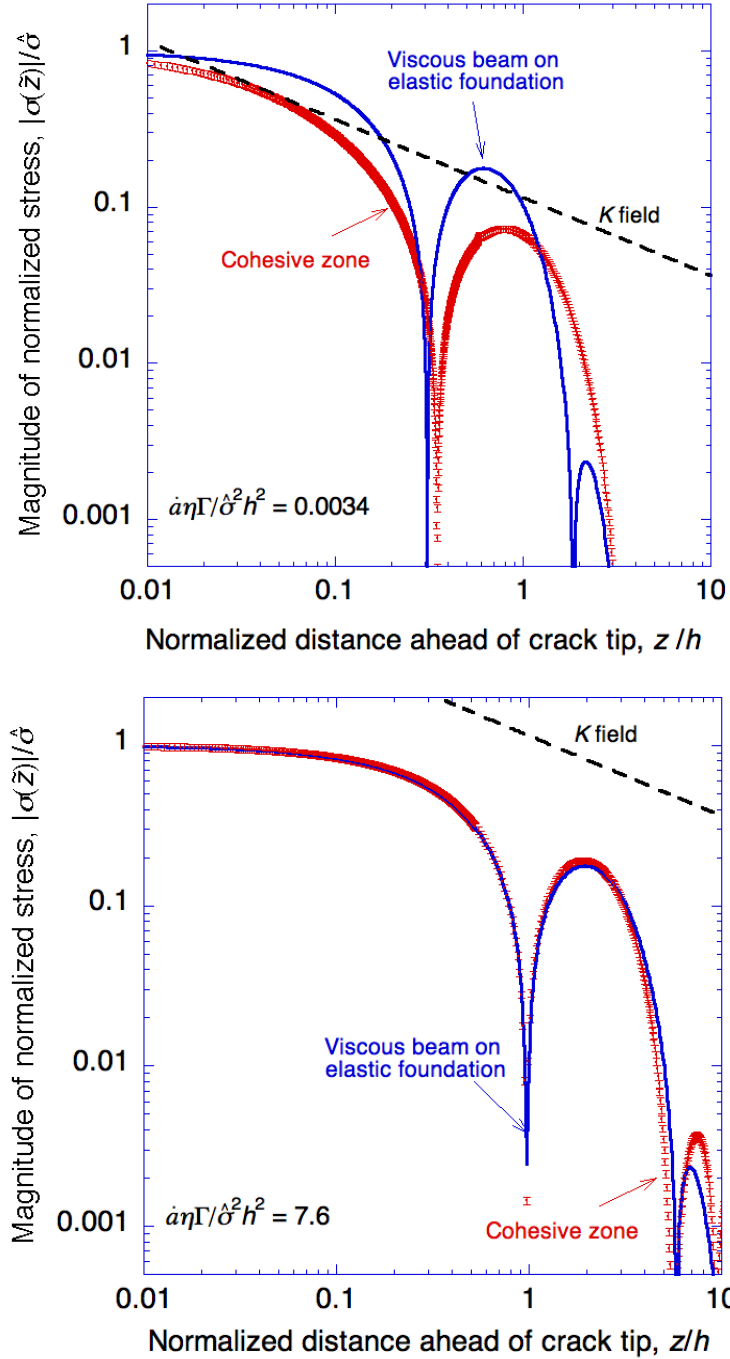 Magnitude of normalized stress, |σ(z̃)|/σ̂
1
0.1
0.01
0.001
Viscous beam on
elastic foundation
K field
Cohesive zone
ȧηΓ/σ̂²h² = 0.0034
0.01
0.1
1
10
Normalized distance ahead of crack tip, z/h
Magnitude of normalized stress, |σ(z̃)|/σ̂
1
0.1
0.01
0.001
K field
Viscous beam on
elastic foundation
ȧηΓ/σ̂²h² = 7.6
Cohesive zone
0.01
0.1
1
10
Normalized distance ahead of crack tip, z/h